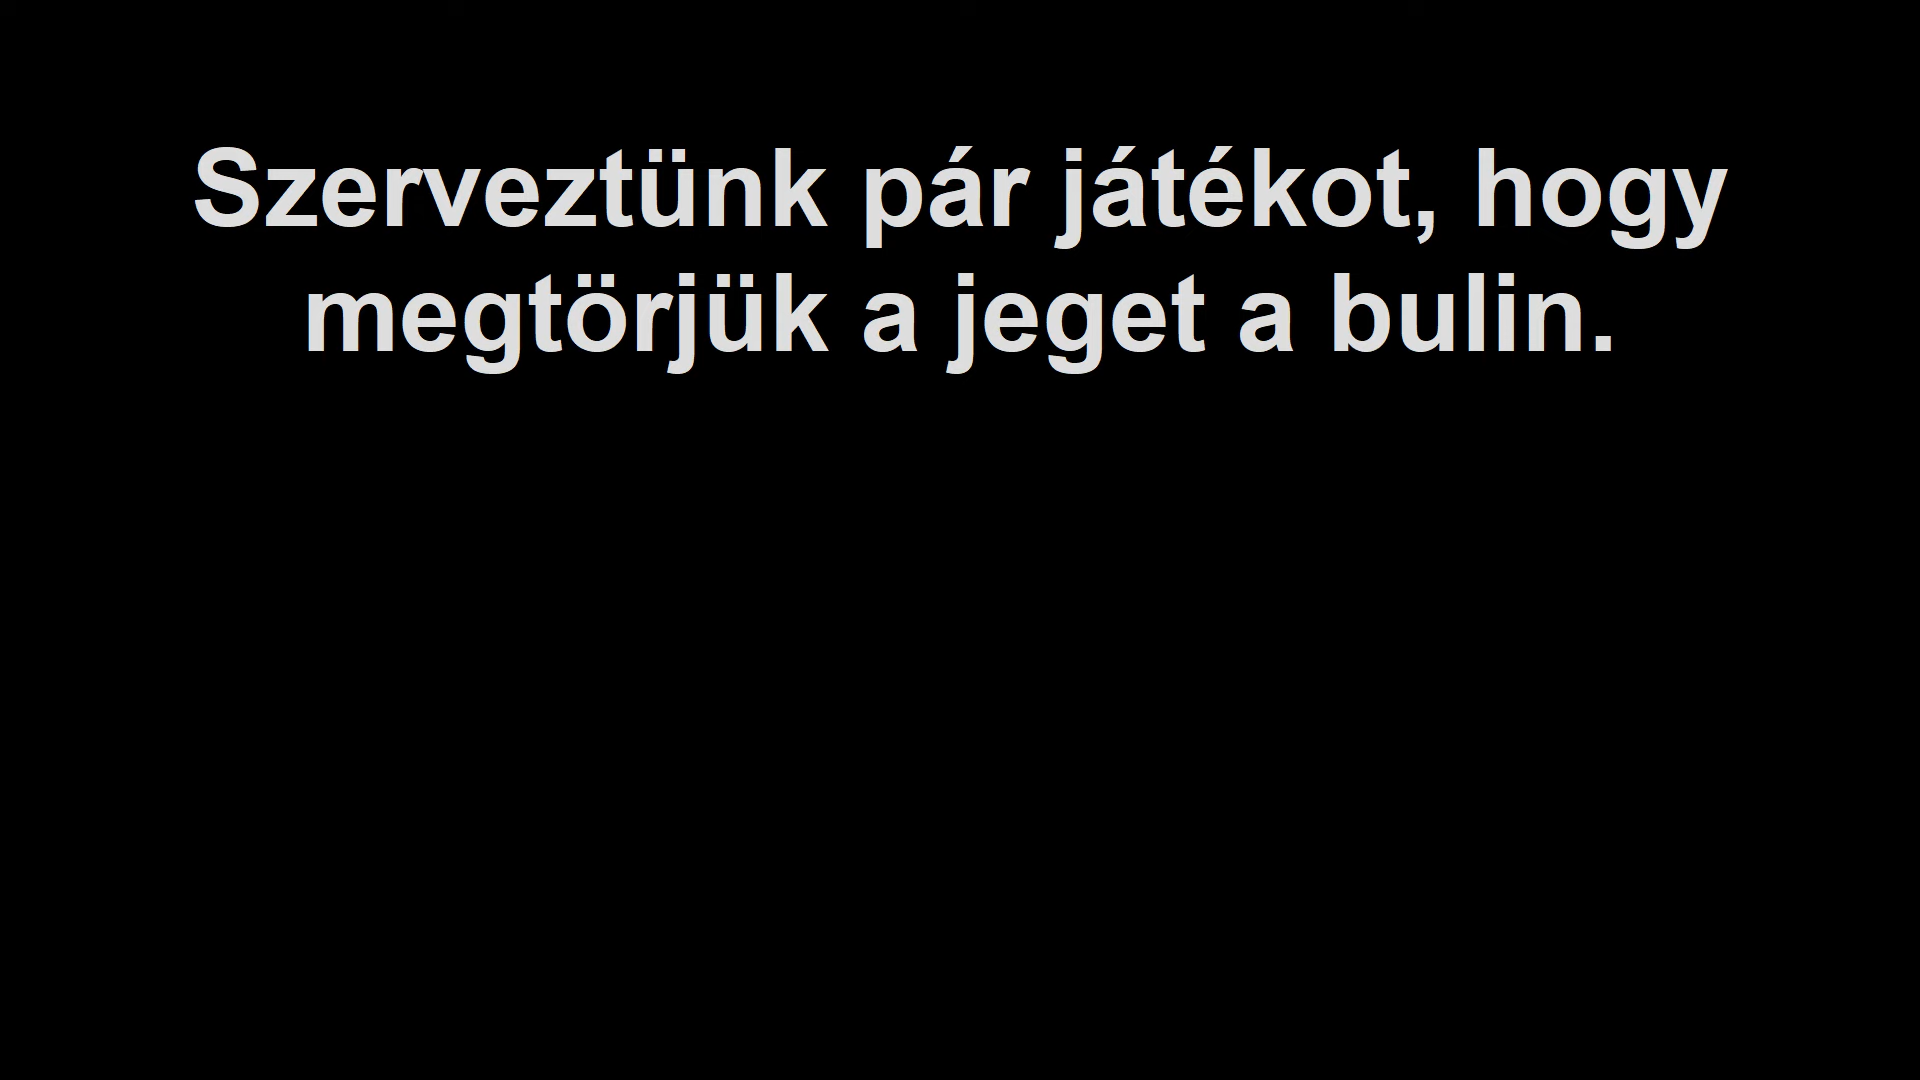 Szerveztünk pár játékot, hogy
megtörjük a jeget a bulin.